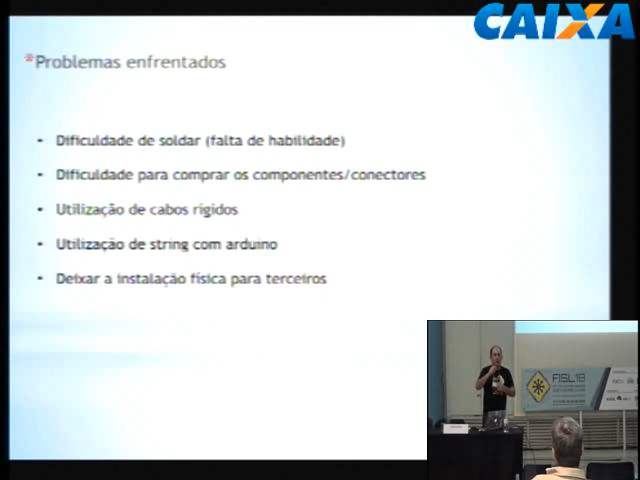 CAIXA
*Problemas enfrentados
• Dificuldade de soldar (falta de habilidade)
• Dificuldade para comprar os componentes/conectores
• Utilização de cabos rígidos
• Utilização de string com arduino
• Deixar a instalação física para terceiros
FISL18